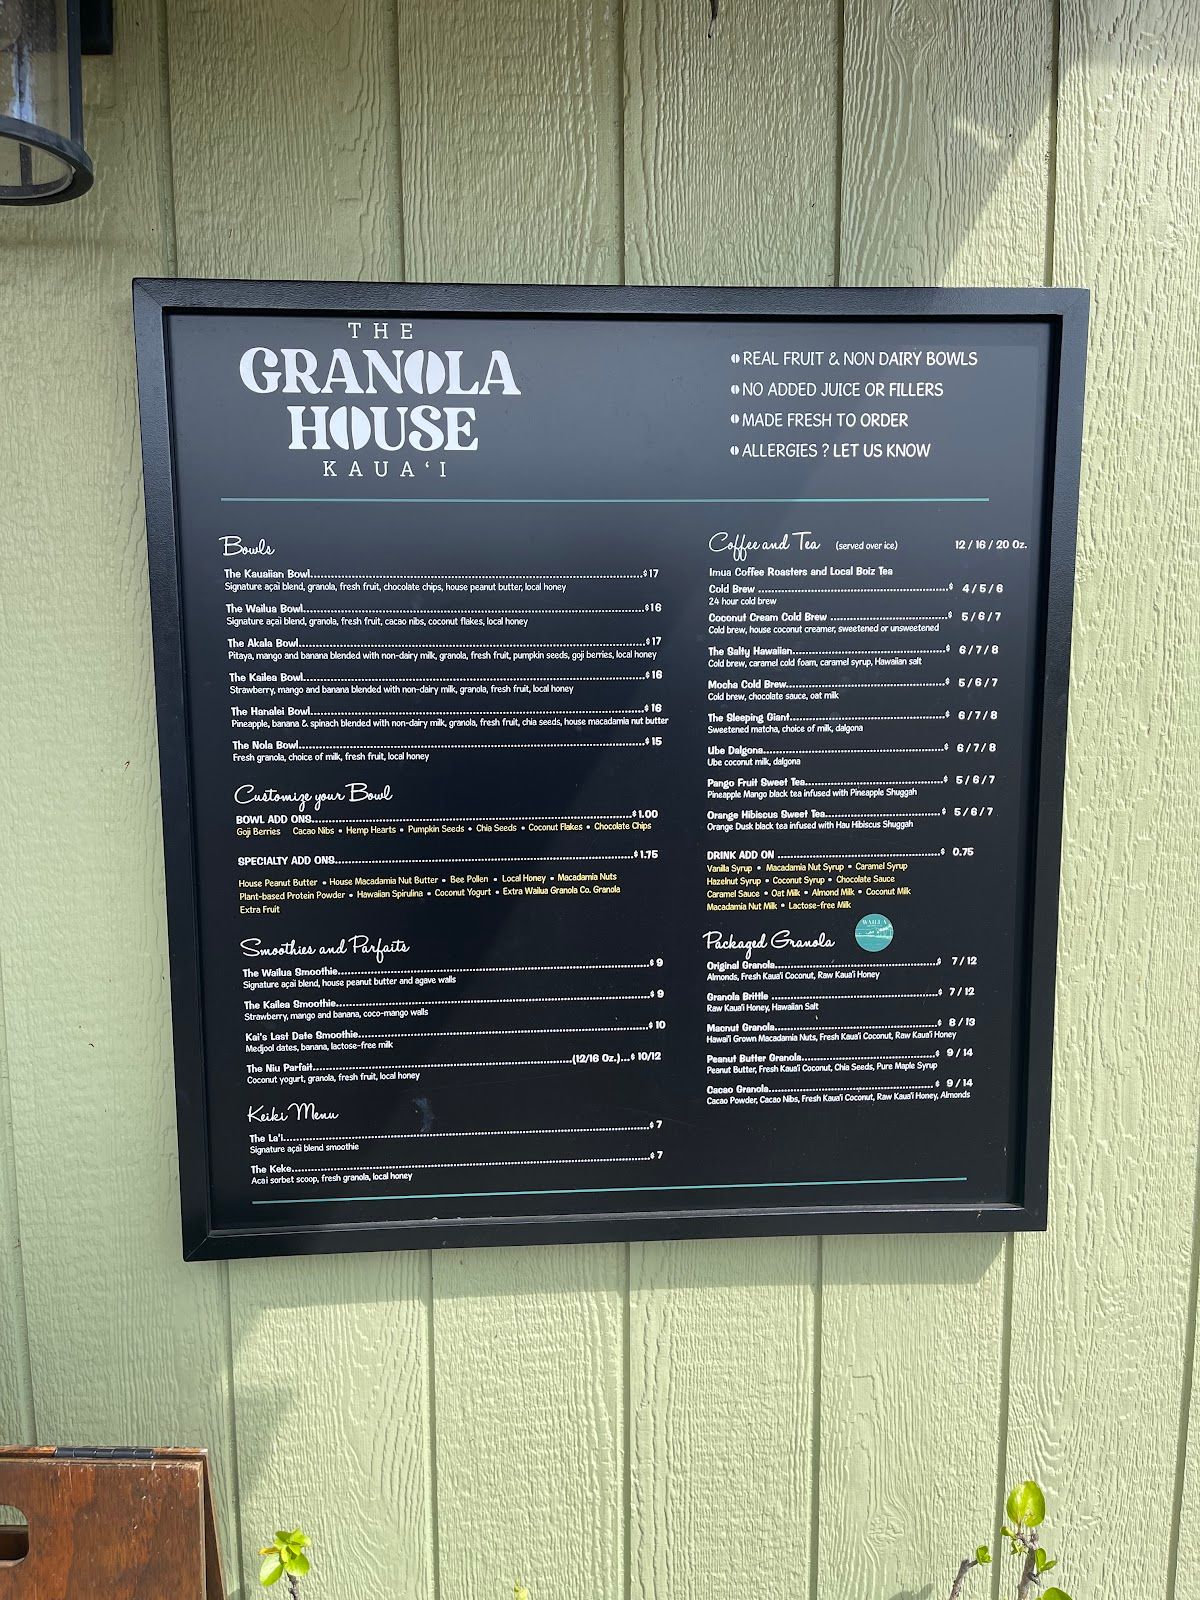 THE
GRANOLA
HOUSE
KAUA‘I
REAL FRUIT & NON DAIRY BOWLS
NO ADDED JUICE OR FILLERS
MADE FRESH TO ORDER
ALLERGIES ? LET US KNOW
Bowls
The Kauaiian Bowl $17
Signature açaí blend, granola, fresh fruit, chocolate chips, house peanut butter, local honey
The Wailua Bowl $16
Signature açaí blend, granola, fresh fruit, cacao nibs, coconut flakes, local honey
The Akala Bowl $17
Pitaya, mango and banana blended with non-dairy milk, granola, fresh fruit, pumpkin seeds, goji berries, local honey
The Kailea Bowl $16
Strawberry, mango and banana blended with non-dairy milk, granola, fresh fruit, local honey
The Hanalei Bowl $16
Pineapple, banana & spinach blended with non-dairy milk, granola, fresh fruit, chia seeds, house macadamia nut butter
The Nola Bowl $15
Fresh granola, choice of milk, fresh fruit, local honey
Customize your Bowl
BOWL ADD ONS $1.00
Goji Berries Cacao Nibs • Hemp Hearts • Pumpkin Seeds • Chia Seeds • Coconut Flakes • Chocolate Chips
SPECIALTY ADD ONS $1.75
House Peanut Butter • House Macadamia Nut Butter • Bee Pollen • Local Honey • Macadamia Nuts
Plant-based Protein Powder • Hawaiian Spirulina • Coconut Yogurt • Extra Wailua Granola Co. Granola
Extra Fruit
Smoothies and Parfaits
The Wailua Smoothie $9
Signature açaí blend, house peanut butter and agave walls
The Kailea Smoothie $9
Strawberry, mango and banana, coco-mango walls
Kai's Last Date Smoothie $10
Medjool dates, banana, lactose-free milk
The Niu Parfait (12/16 Oz.) $10/12
Coconut yogurt, granola, fresh fruit, local honey
Keiki Menu
The La'i $7
Signature açaí blend smoothie
The Keke $7
Acai sorbet scoop, fresh granola, local honey
Coffee and Tea (served over ice) 12 / 16 / 20 Oz.
Imua Coffee Roasters and Local Boiz Tea
Cold Brew $ 4 / 5 / 6
24 hour cold brew
Coconut Cream Cold Brew $ 5 / 6 / 7
Cold brew, house coconut creamer, sweetened or unsweetened
The Salty Hawaiian $ 6 / 7 / 8
Cold brew, caramel cold foam, caramel syrup, Hawaiian salt
Mocha Cold Brew $ 5 / 6 / 7
Cold brew, chocolate sauce, oat milk
The Sleeping Giant $ 6 / 7 / 8
Sweetened matcha, choice of milk, dalgona
Ube Dalgona $ 6 / 7 / 8
Ube coconut milk, dalgona
Pango Fruit Sweet Tea $ 5 / 6 / 7
Pineapple Mango black tea infused with Pineapple Shuggah
Orange Hibiscus Sweet Tea $ 5 / 6 / 7
Orange Dusk black tea infused with Hau Hibiscus Shuggah
DRINK ADD ON $ 0.75
Vanilla Syrup • Macadamia Nut Syrup • Caramel Syrup
Hazelnut Syrup • Coconut Syrup • Chocolate Sauce
Caramel Sauce • Oat Milk • Almond Milk • Coconut Milk
Macadamia Nut Milk • Lactose-free Milk
Packaged Granola
WAILUA
Original Granola $ 7 / 12
Almonds, Fresh Kaua'i Coconut, Raw Kaua'i Honey
Granola Brittle $ 7 / 12
Raw Kaua'i Honey, Hawaiian Salt
Macnut Granola $ 8 / 13
Hawai'i Grown Macadamia Nuts, Fresh Kaua'i Coconut, Raw Kaua'i Honey
Peanut Butter Granola $ 9 / 14
Peanut Butter, Fresh Kaua'i Coconut, Chia Seeds, Pure Maple Syrup
Cacao Granola $ 9 / 14
Cacao Powder, Cacao Nibs, Fresh Kaua'i Coconut, Raw Kaua'i Honey, Almonds